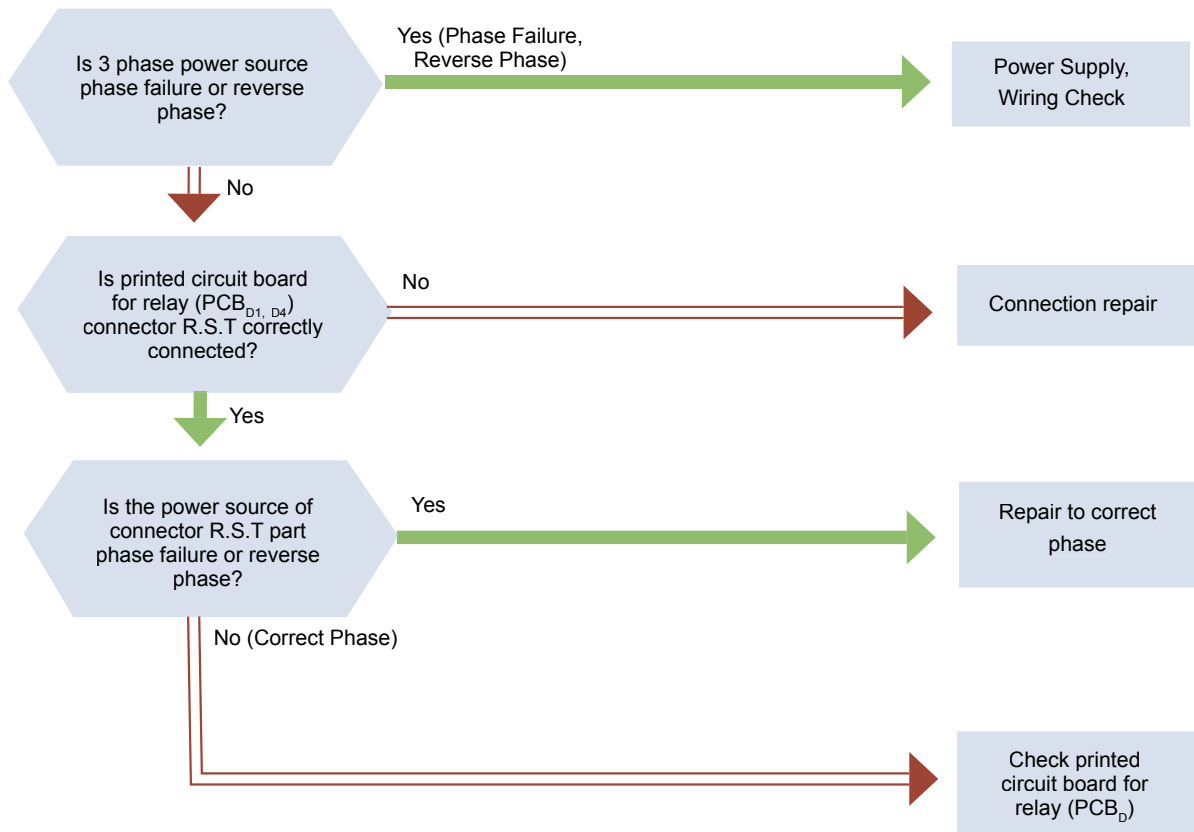 Is 3 phase power source
phase failure or reverse
phase?
Yes (Phase Failure,
Reverse Phase)
Power Supply,
Wiring Check
No
Is printed circuit board
for relay (PCB D1, D4)
connector R.S.T correctly
connected?
No
Connection repair
Yes
Is the power source of
connector R.S.T part
phase failure or reverse
phase?
Yes
Repair to correct
phase
No (Correct Phase)
Check printed
circuit board for
relay (PCB D)